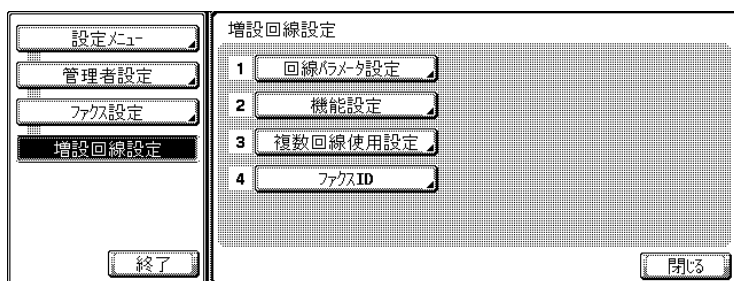 設定ﾒﾆｭｰ
管理者設定
ﾌｧｸｽ設定
増設回線設定
終了
増設回線設定
1 回線ﾊﾟﾗﾒｰﾀ設定
2 機能設定
3 複数回線使用設定
4 ﾌｧｸｽID
閉じる